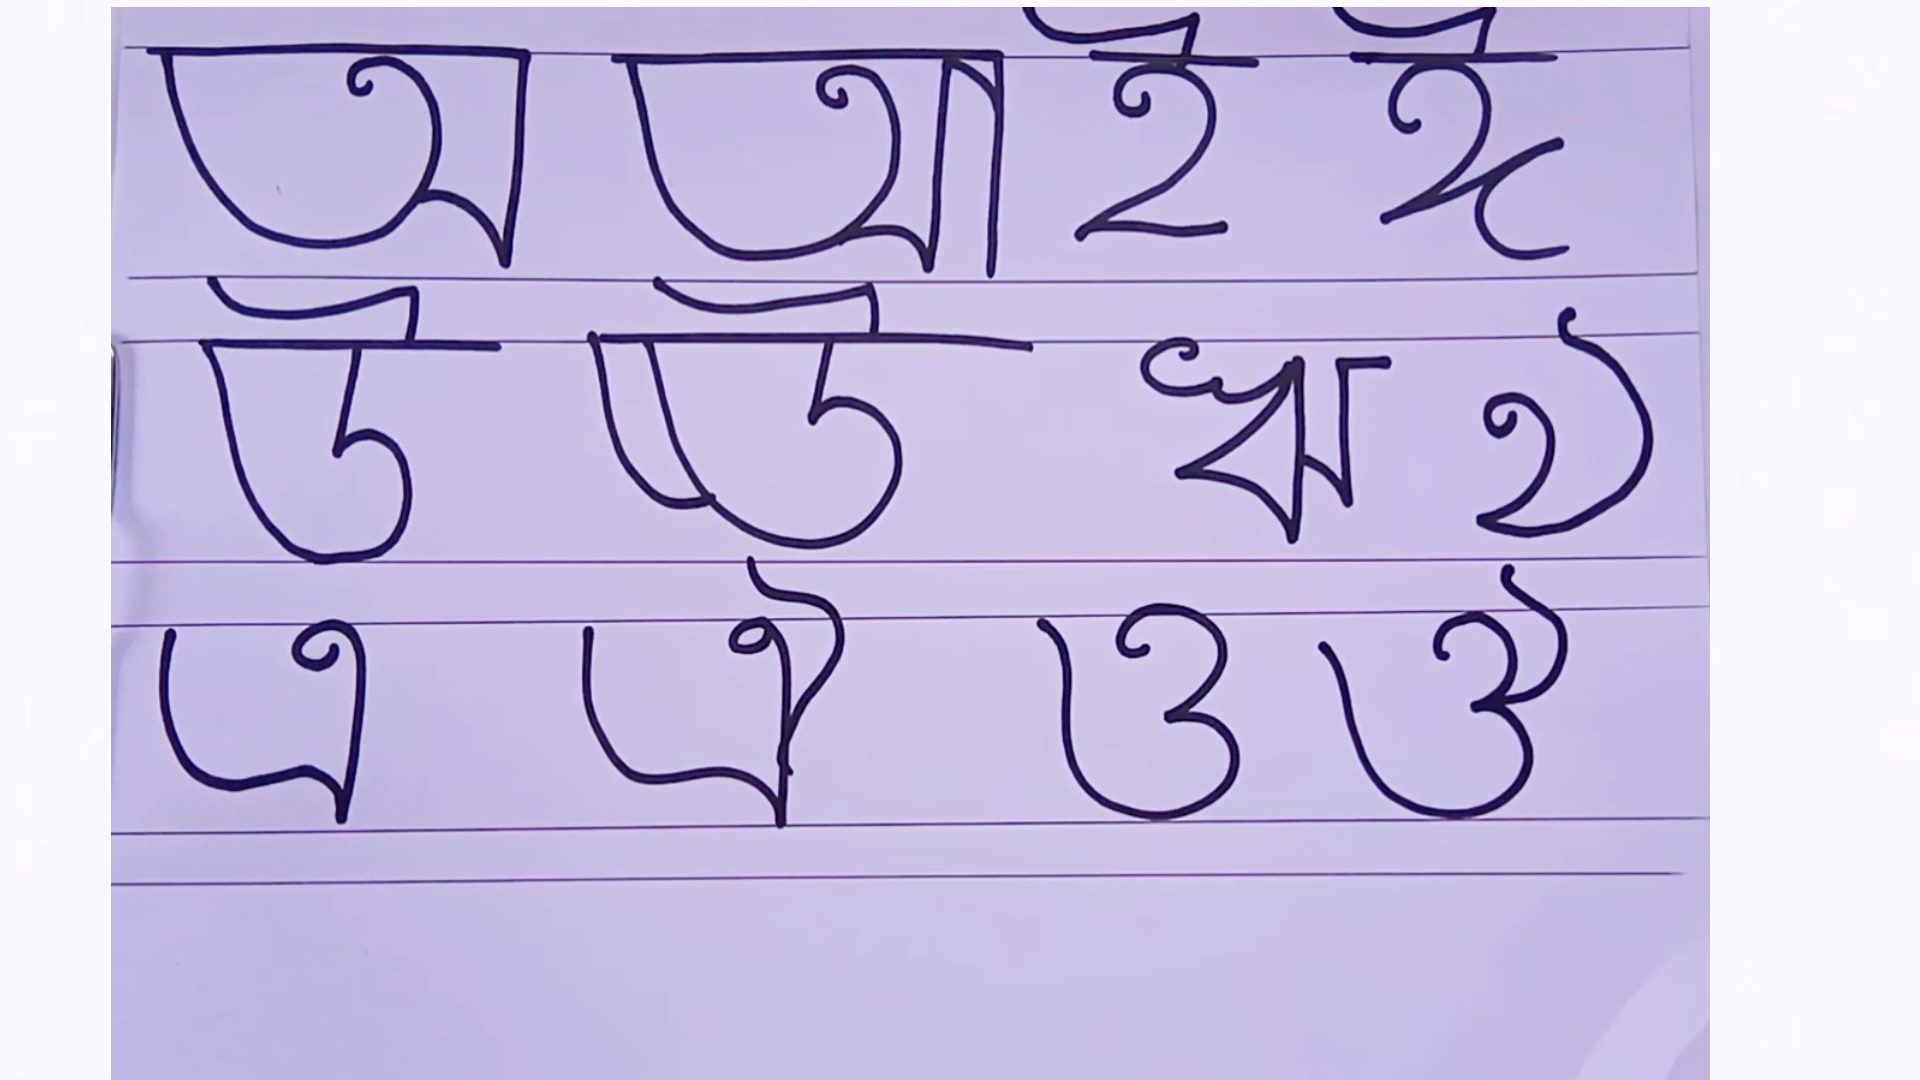 অ আ ই ঈ
উ ঊ ঋ ঌ
এ ঐ ও ঔ